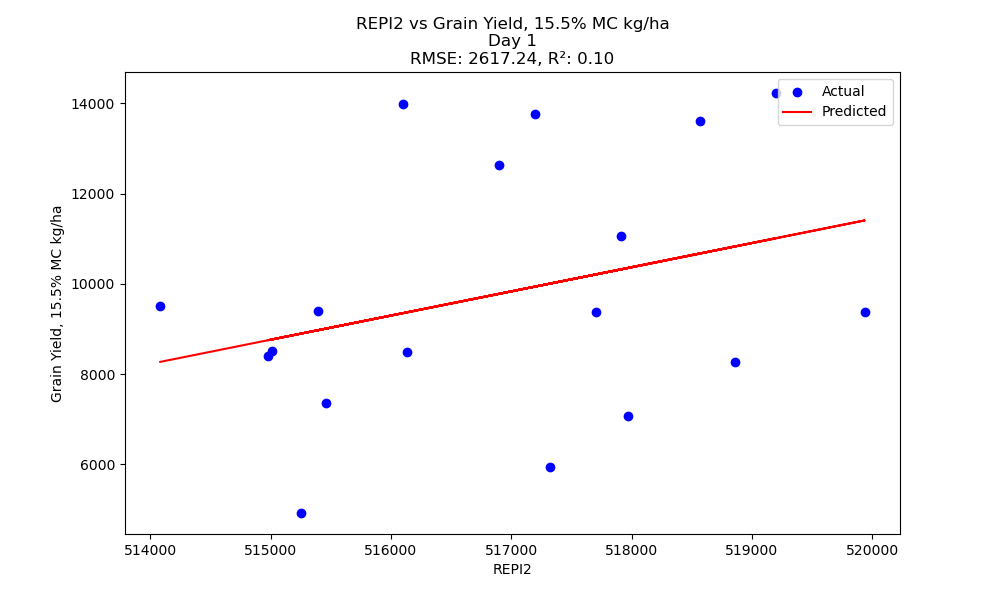 REPI2 vs Grain Yield, 15.5% MC kg/ha
Day 1
RMSE: 2617.24, R²: 0.10
Actual
Predicted
14000
12000
10000
8000
6000
Grain Yield, 15.5% MC kg/ha
514000
515000
516000
517000
518000
519000
520000
REPI2